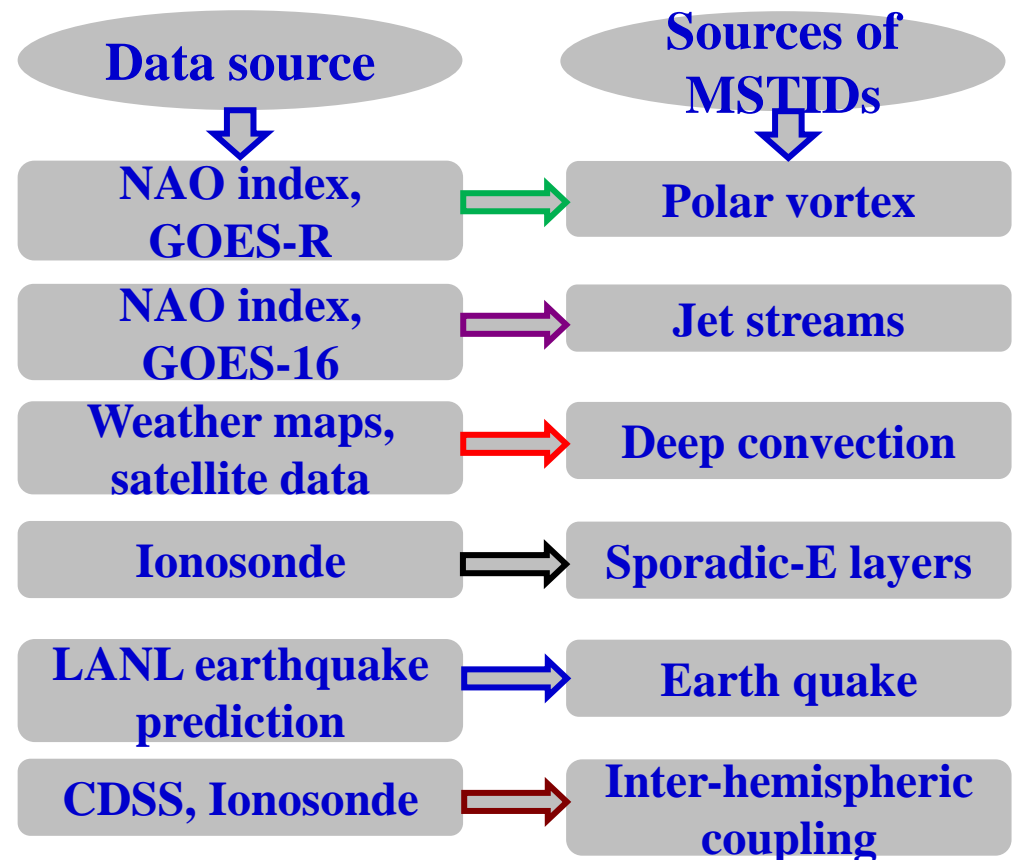 Data source
Sources of
MSTIDs
NAO index,
GOES-R
Polar vortex
NAO index,
GOES-16
Jet streams
Weather maps,
satellite data
Deep convection
Ionosonde
Sporadic-E layers
LANL earthquake
prediction
Earth quake
CDSS, Ionosonde
Inter-hemispheric
coupling